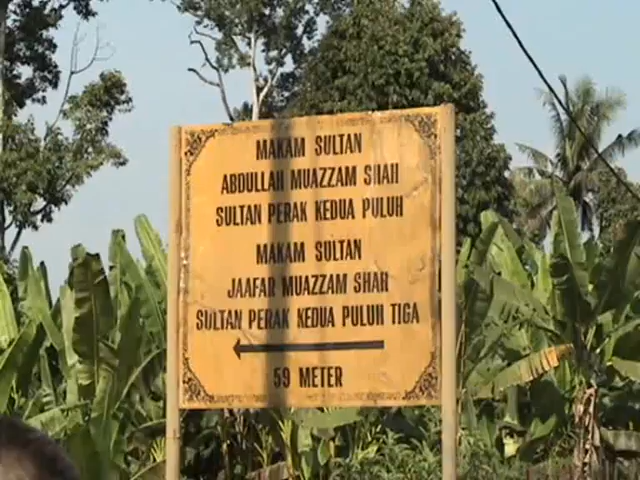 MAKAM SULTAN
ABDULLAH MUAZZAM SHAH
SULTAN PERAK KEDUA PULUH
MAKAM SULTAN
JAAFAR MUAZZAM SHAH
SULTAN PERAK KEDUA PULUH TIGA
59 METER